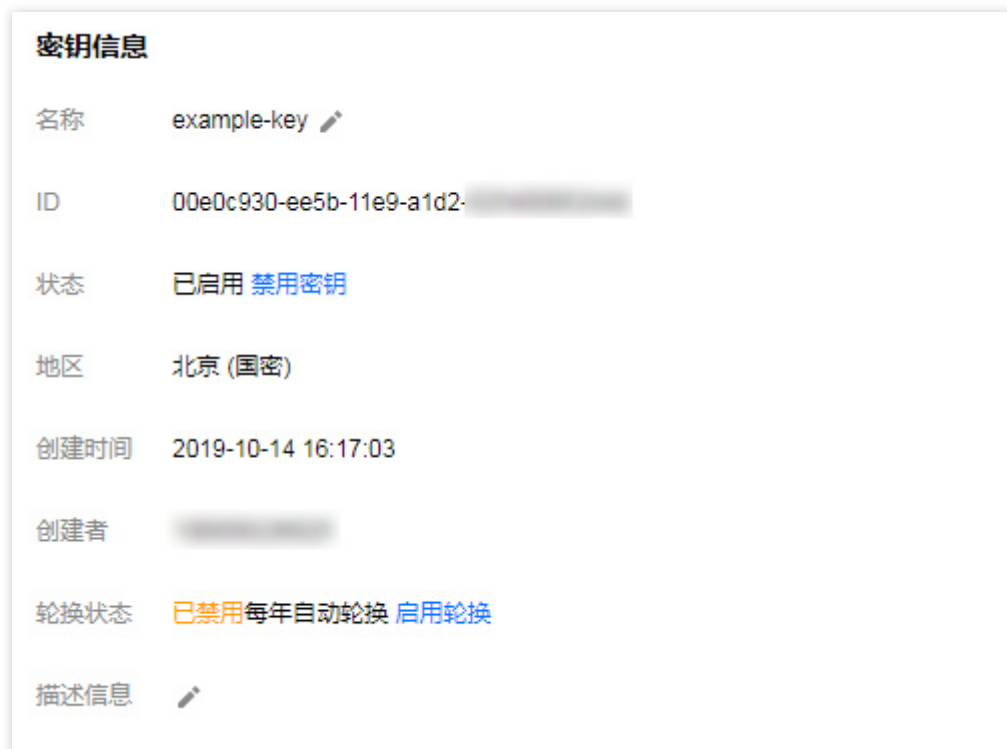 密钥信息
名称 example-key
ID 00e0c930-ee5b-11e9-a1d2-
状态 已启用 禁用密钥
地区 北京 (国密)
创建时间 2019-10-14 16:17:03
创建者
轮换状态 已禁用每年自动轮换 启用轮换
描述信息